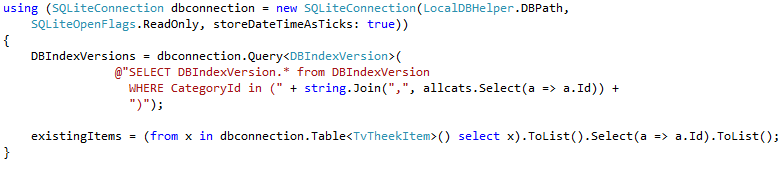 using (SQLiteConnection dbconnection = new SQLiteConnection(LocalDBHelper.DBPath,
SQLiteOpenFlags.ReadOnly, storeDateTimeAsTicks: true))
{
DBIndexVersions = dbconnection.Query<DBIndexVersion>(
@"SELECT DBIndexVersion.* from DBIndexVersion
WHERE CategoryId in (" + string.Join(",", allcats.Select(a => a.Id)) +
")");
existingItems = (from x in dbconnection.Table<TvTheekItem>() select x).ToList().Select(a => a.Id).ToList();
}